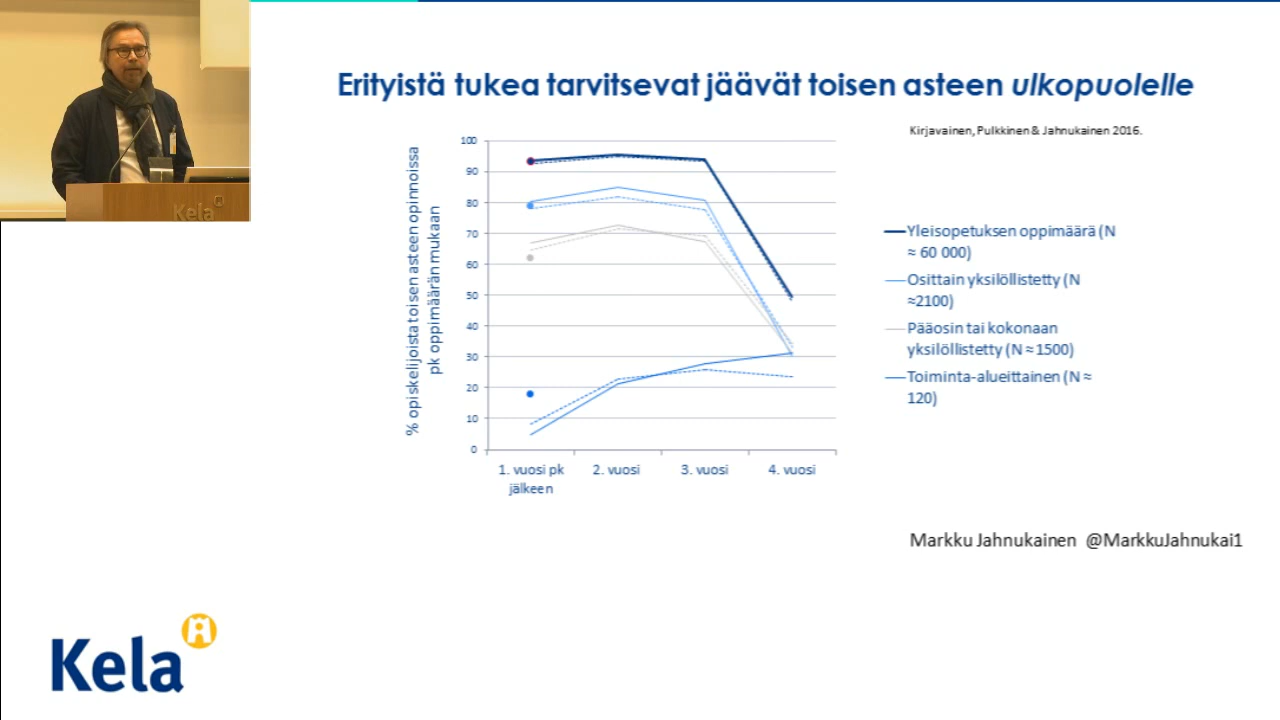 Kela
Erityistä tukea tarvitsevat jäävät toisen asteen ulkopuolelle
Kirjavainen, Pulkkinen & Jahnukainen 2016.
% opiskelijoista toisen asteen opinnoissa
pk oppimäärän mukaan
100
90
80
70
60
50
40
30
20
10
0
1. vuosi pk
jälkeen
2. vuosi
3. vuosi
4. vuosi
Yleisopetuksen oppimäärä (N
≈ 60 000)
Osittain yksilöllistetty (N
≈2100)
Pääosin tai kokonaan
yksilöllistetty (N ≈ 1500)
Toiminta-alueittainen (N ≈
120)
Markku Jahnukainen @MarkkuJahnukai1
Kela